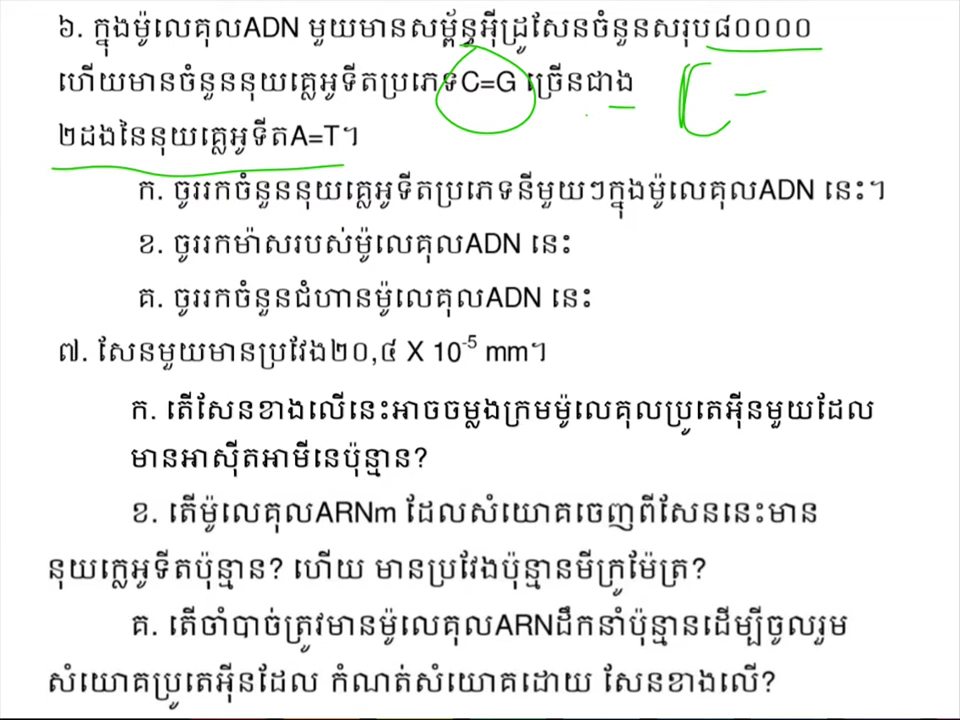 ៦. ក្នុងម៉ូលេគុលADN មួយមានសម្ព័ន្ធអ៊ីដ្រូសែនចំនួនសរុប៨០០០០
ហើយមានចំនួននុយគ្លេអូទីតប្រភេទC=G ច្រើនជាង
២ដងនៃនុយគ្លេអូទីតA=T។
ក. ចូររកចំនួននុយគ្លេអូទីតប្រភេទនីមួយៗក្នុងម៉ូលេគុលADN នេះ។
ខ. ចូររកម៉ាសរបស់ម៉ូលេគុលADN នេះ
គ. ចូររកចំនួនជំហានម៉ូលេគុលADN នេះ
៧. សែនមួយមានប្រវែង២០,៤ X 10⁻⁵ mm។
ក. តើសែនខាងលើនេះអាចចម្លងក្រមម៉ូលេគុលប្រូតេអ៊ីនមួយដែល
មានអាស៊ីតអាមីនេប៉ុន្មាន?
ខ. តើម៉ូលេគុលARNm ដែលសំយោគចេញពីសែននេះមាន
នុយក្លេអូទីតប៉ុន្មាន? ហើយ មានប្រវែងប៉ុន្មានមីក្រូម៉ែត្រ?
គ. តើចាំបាច់ត្រូវមានម៉ូលេគុលARNដឹកនាំប៉ុន្មានដើម្បីចូលរួម
សំយោគប្រូតេអ៊ីនដែល កំណត់សំយោគដោយ សែនខាងលើ?